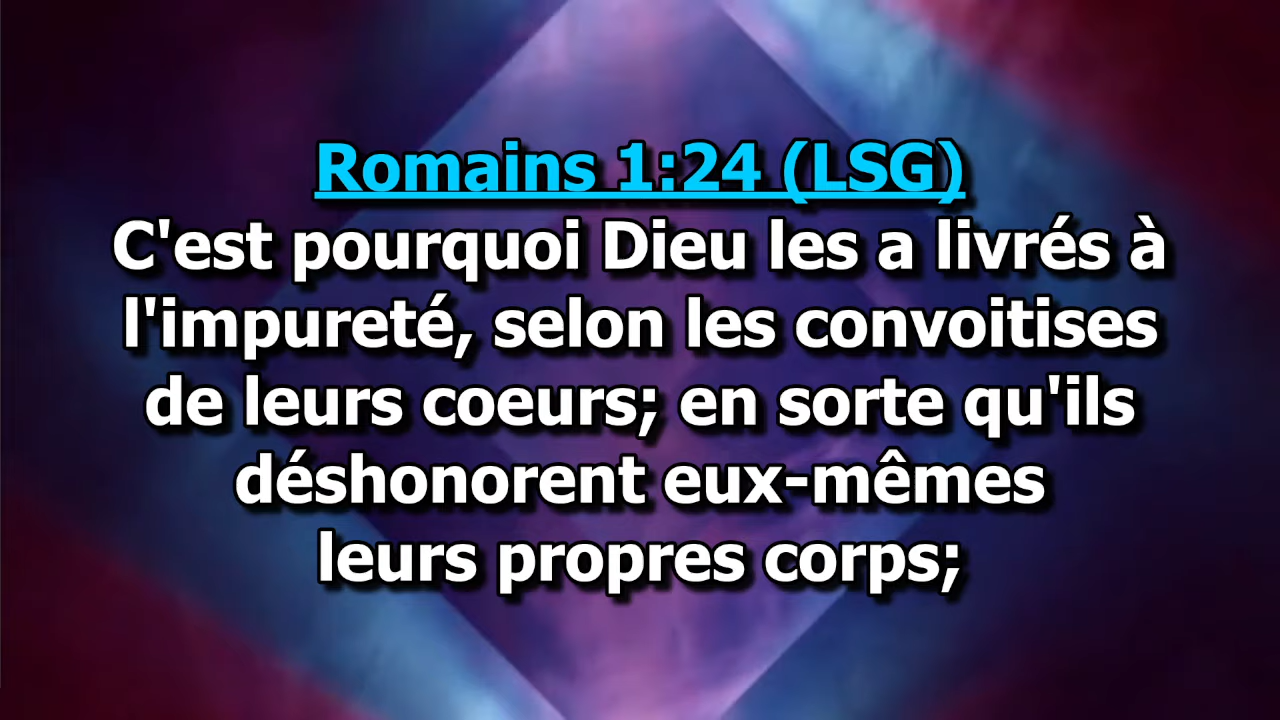 Romains 1:24 (LSG)
C'est pourquoi Dieu les a livrés à
l'impureté, selon les convoitises
de leurs coeurs; en sorte qu'ils
déshonorent eux-mêmes
leurs propres corps;